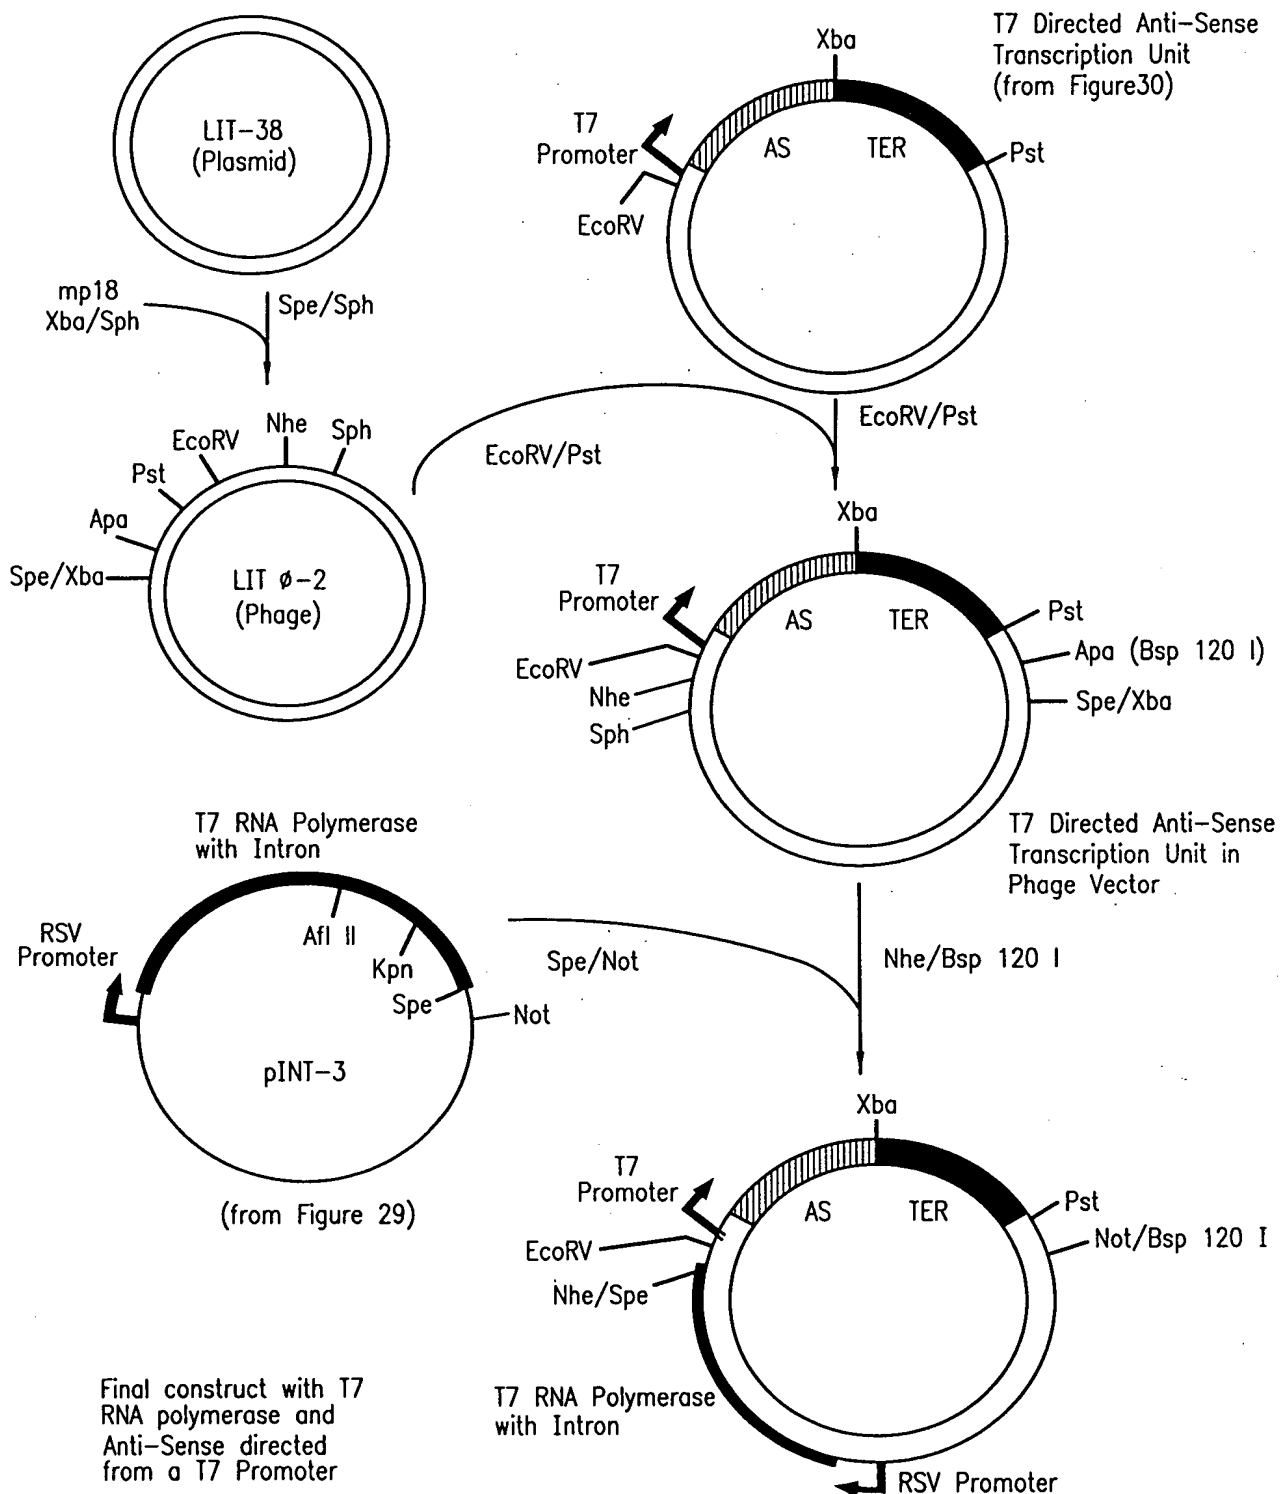 LIT-38
(Plasmid)
mp18
Xba/Sph
Spe/Sph
T7 Directed Anti-Sense
Transcription Unit
(from Figure30)
Xba
T7
Promoter
AS
TER
Pst
EcoRV
EcoRV/Pst
EcoRV/Pst
Nhe
Sph
EcoRV
Pst
Apa
Spe/Xba
LIT ø-2
(Phage)
Xba
T7
Promoter
AS
TER
Pst
Apa (Bsp 120 I)
Spe/Xba
EcoRV
Nhe
Sph
T7 Directed Anti-Sense
Transcription Unit in
Phage Vector
T7 RNA Polymerase
with Intron
RSV
Promoter
Afl II
Kpn
Spe
Not
pINT-3
(from Figure 29)
Spe/Not
Nhe/Bsp 120 I
Xba
T7
Promoter
AS
TER
Pst
Not/Bsp 120 I
EcoRV
Nhe/Spe
T7 RNA Polymerase
with Intron
RSV Promoter
Final construct with T7
RNA polymerase and
Anti-Sense directed
from a T7 Promoter